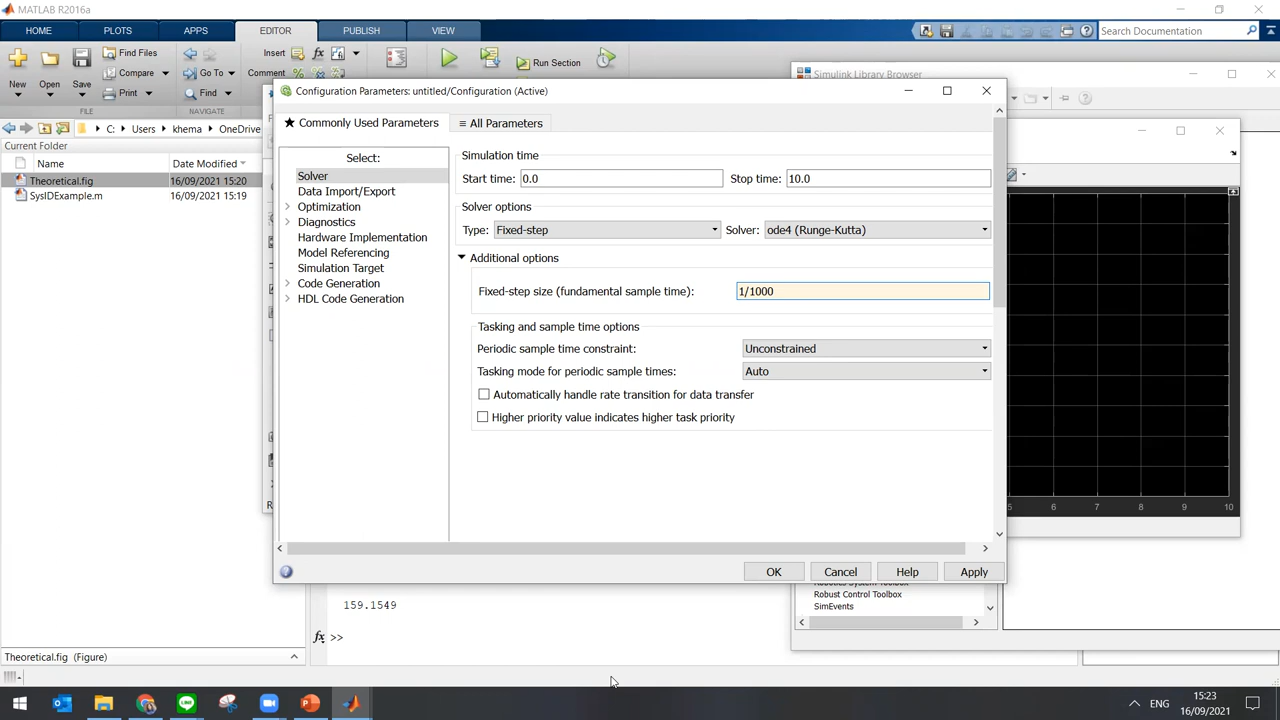 MATLAB R2016a
HOME PLOTS APPS EDITOR PUBLISH VIEW Search Documentation
New Open Save Find Files Compare Print Go To Find Insert Comment Run Section
FILE NAVIGATE
Simulink Library Browser
C: Users khema OneDrive
Current Folder
Name Date Modified
Theoretical.fig 16/09/2021 15:20
SysIDExample.m 16/09/2021 15:19
Configuration Parameters: untitled/Configuration (Active)
★ Commonly Used Parameters ≡ All Parameters
Select:
Solver
Data Import/Export
Optimization
Diagnostics
Hardware Implementation
Model Referencing
Simulation Target
Code Generation
HDL Code Generation
Simulation time
Start time: 0.0 Stop time: 10.0
Solver options
Type: Fixed-step Solver: ode4 (Runge-Kutta)
Additional options
Fixed-step size (fundamental sample time): 1/1000
Tasking and sample time options
Periodic sample time constraint: Unconstrained
Tasking mode for periodic sample times: Auto
Automatically handle rate transition for data transfer
Higher priority value indicates higher task priority
OK Cancel Help Apply
5 6 7 8 9 10
Robust Control Toolbox
SimEvents
159.1549
fx >>
Theoretical.fig (Figure)
ENG
15:23
16/09/2021